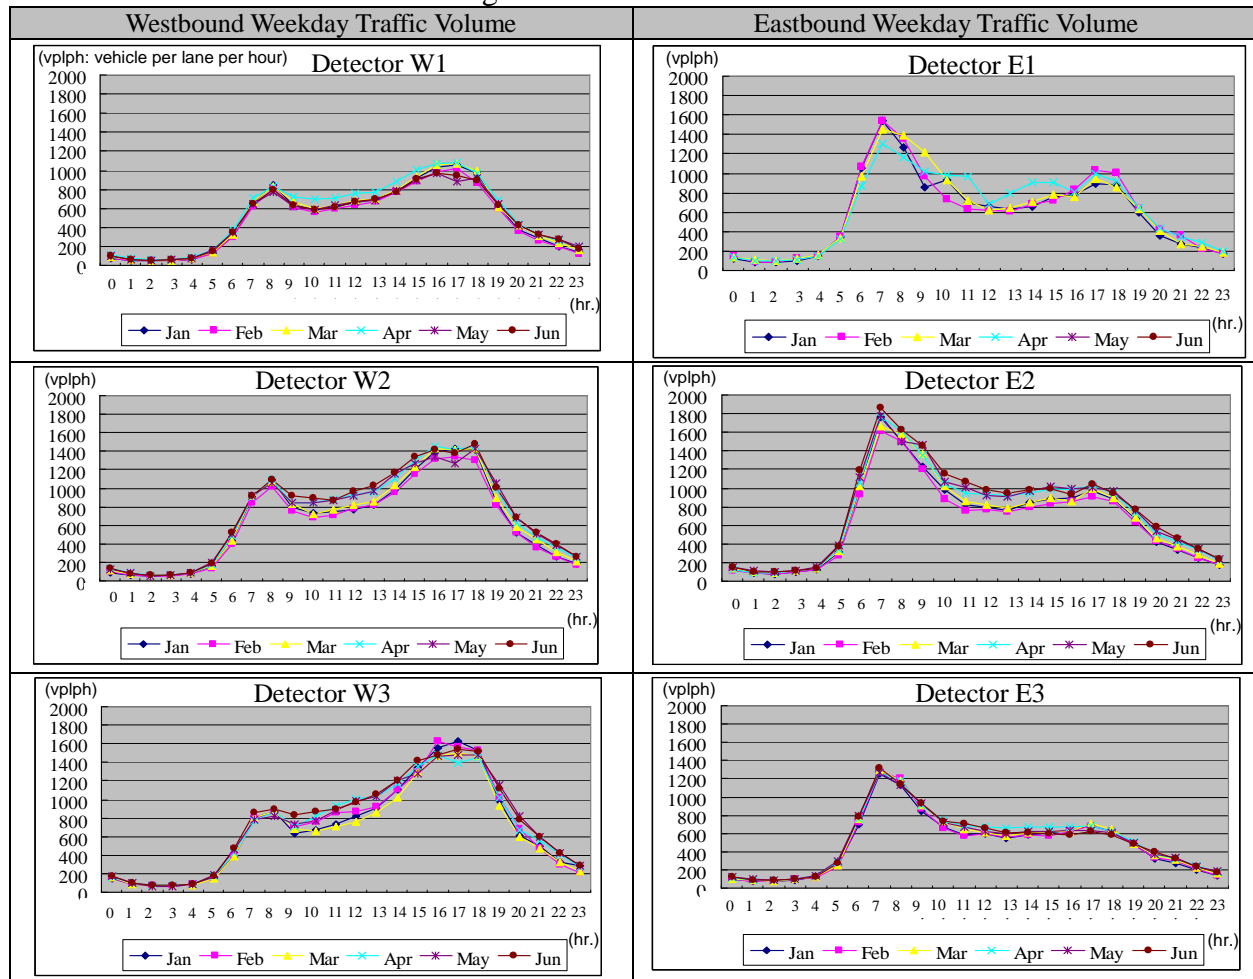 Westbound Weekday Traffic Volume
Eastbound Weekday Traffic Volume
(vplph: vehicle per lane per hour)
Detector W1
2000
1800
1600
1400
1200
1000
800
600
400
200
0
0 1 2 3 4 5 6 7 8 9 10 11 12 13 14 15 16 17 18 19 20 21 22 23
(hr.)
Jan Feb Mar Apr May Jun
(vplph)
Detector E1
2000
1800
1600
1400
1200
1000
800
600
400
200
0
0 1 2 3 4 5 6 7 8 9 10 11 12 13 14 15 16 17 18 19 20 21 22 23
(hr.)
Jan Feb Mar Apr May Jun
(vplph)
Detector W2
2000
1800
1600
1400
1200
1000
800
600
400
200
0
0 1 2 3 4 5 6 7 8 9 10 11 12 13 14 15 16 17 18 19 20 21 22 23
(hr.)
Jan Feb Mar Apr May Jun
(vplph)
Detector E2
2000
1800
1600
1400
1200
1000
800
600
400
200
0
0 1 2 3 4 5 6 7 8 9 10 11 12 13 14 15 16 17 18 19 20 21 22 23
(hr.)
Jan Feb Mar Apr May Jun
(vplph)
Detector W3
2000
1800
1600
1400
1200
1000
800
600
400
200
0
0 1 2 3 4 5 6 7 8 9 10 11 12 13 14 15 16 17 18 19 20 21 22 23
(hr.)
Jan Feb Mar Apr May Jun
(vplph)
Detector E3
2000
1800
1600
1400
1200
1000
800
600
400
200
0
0 1 2 3 4 5 6 7 8 9 10 11 12 13 14 15 16 17 18 19 20 21 22 23
(hr.)
Jan Feb Mar Apr May Jun